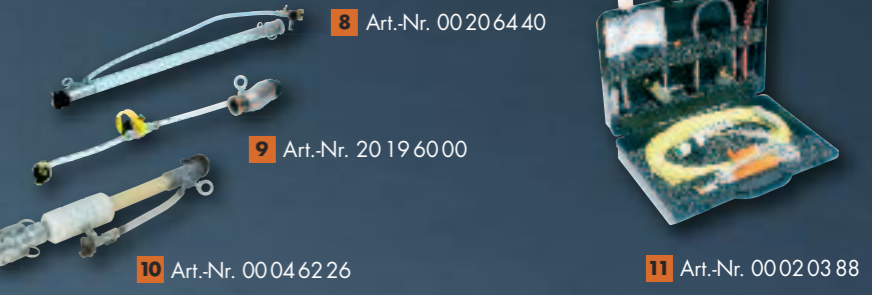 8 Art.-Nr. 00 20 64 40
9 Art.-Nr. 20 19 60 00
10 Art.-Nr. 00 04 62 26
11 Art.-Nr. 00 02 03 88